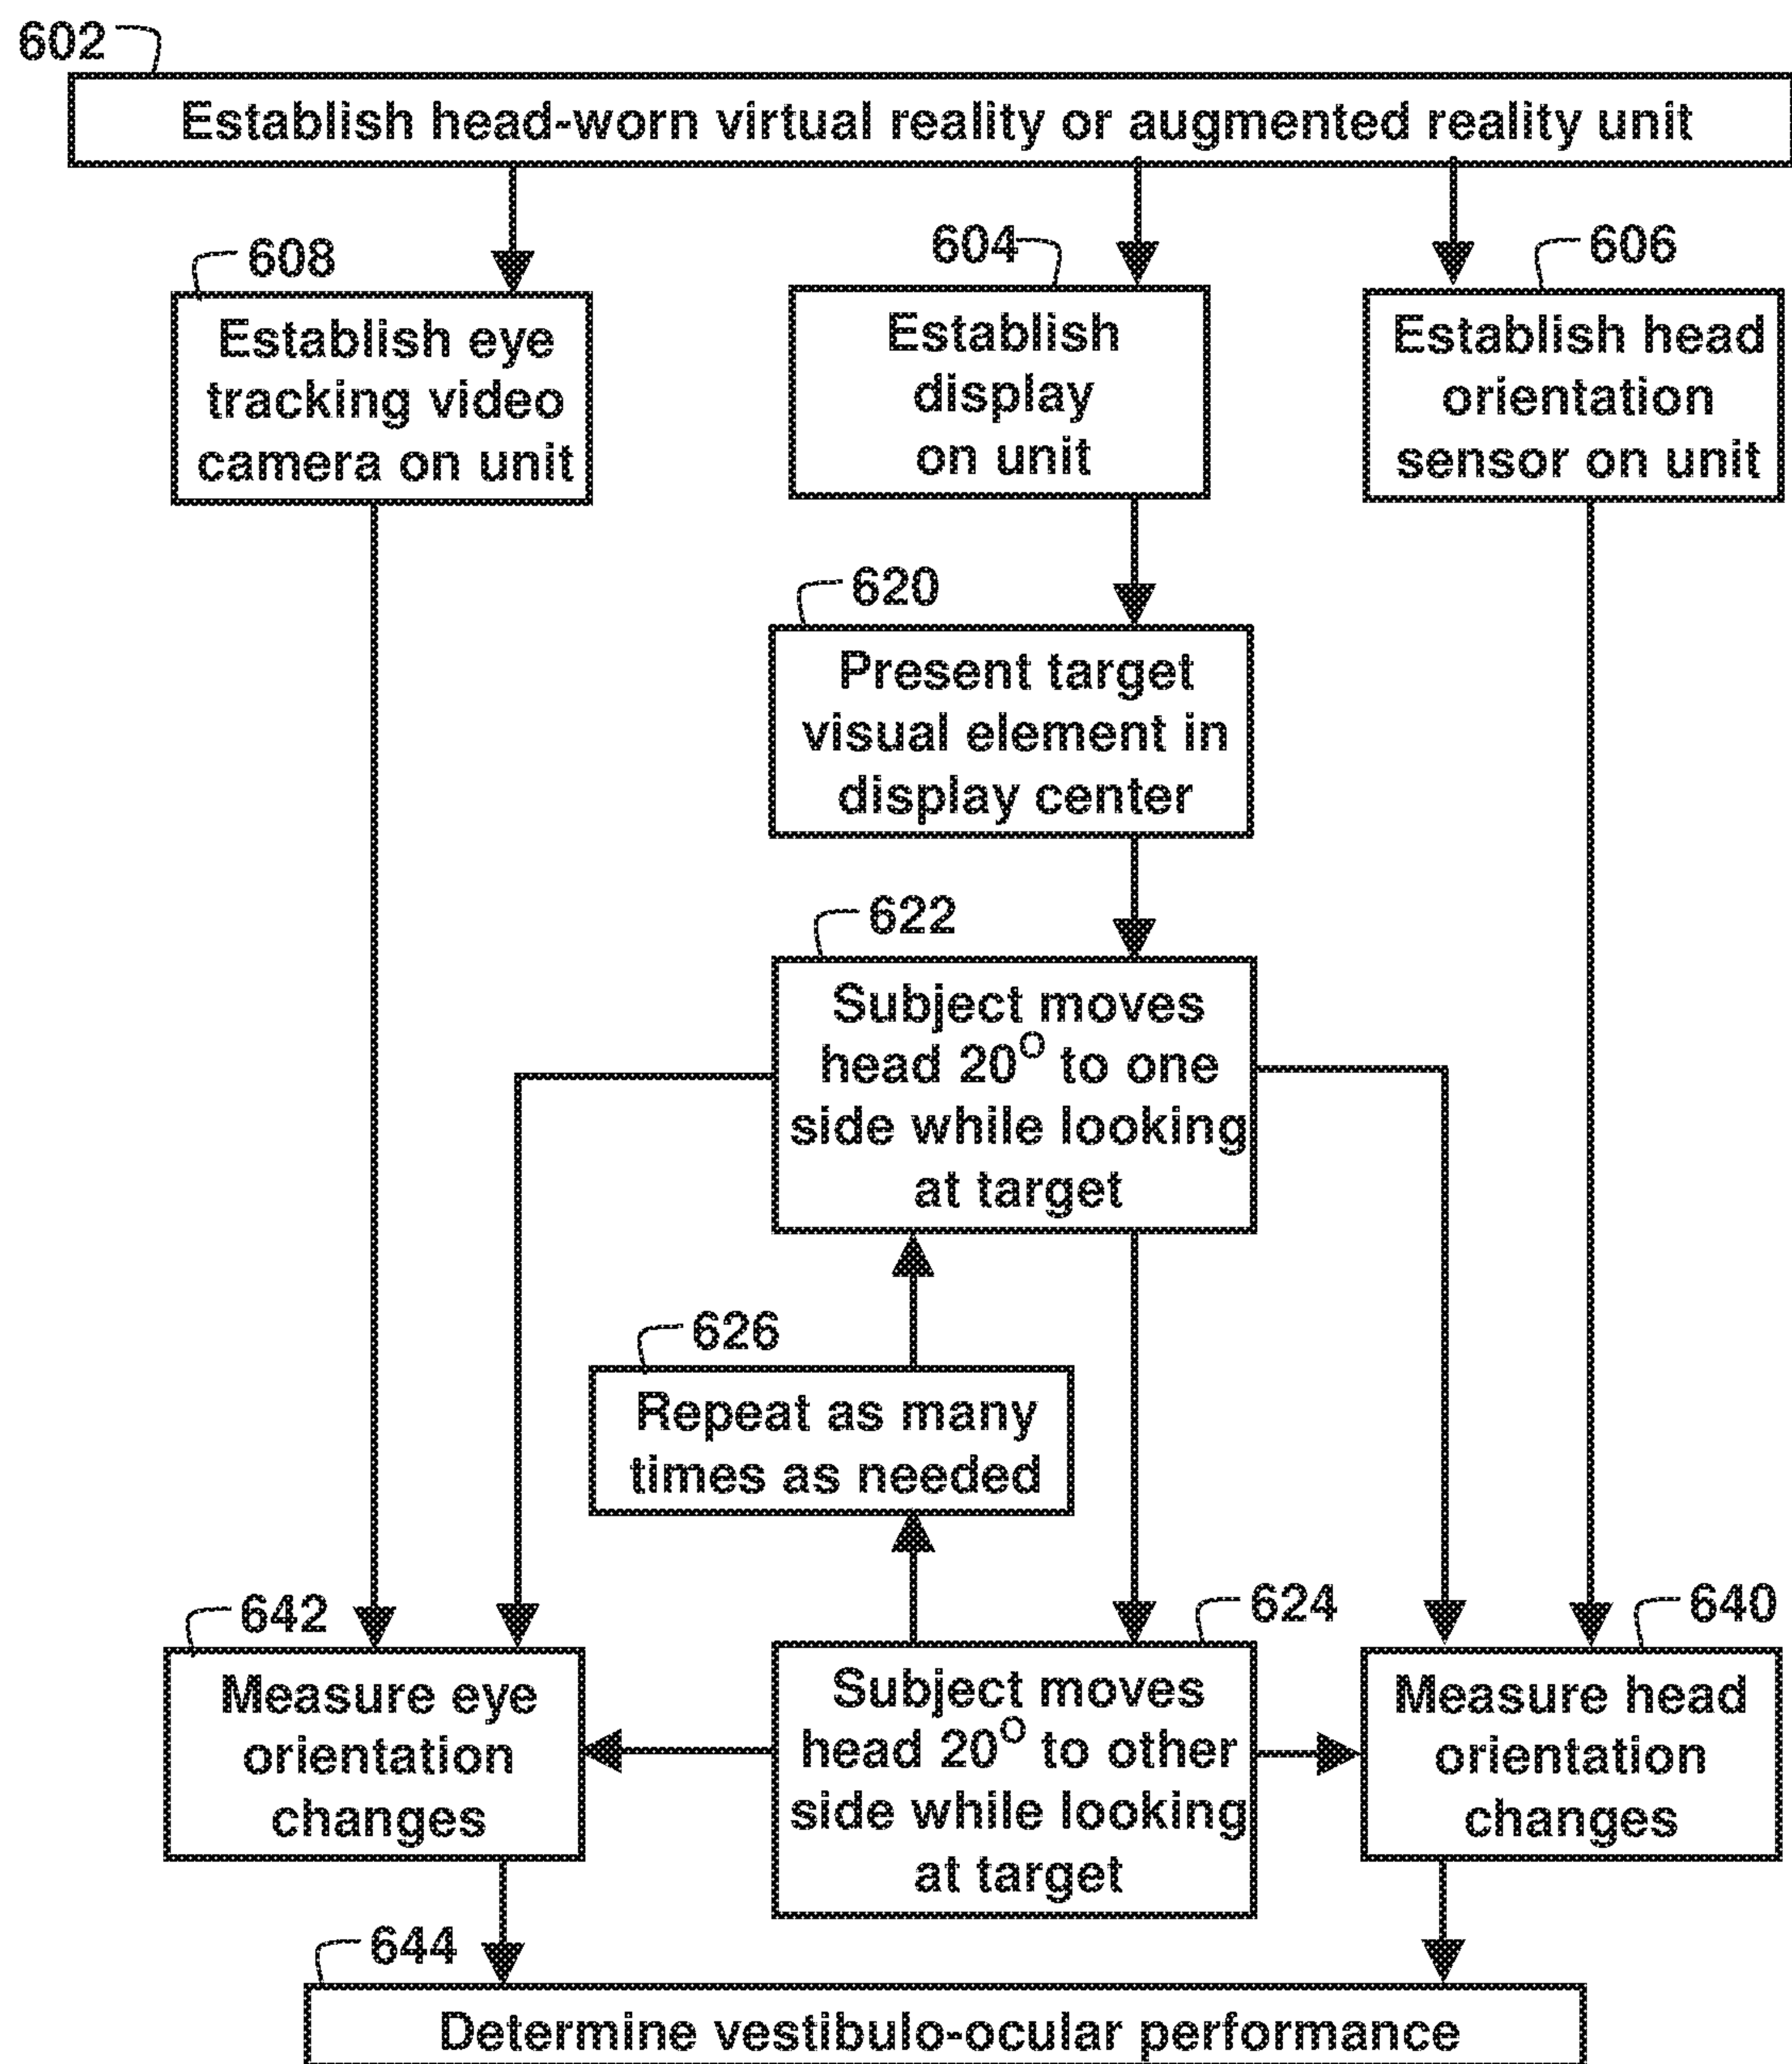 602
Establish head-worn virtual reality or augmented reality unit
608
Establish eye
tracking video
camera on unit
604
Establish
display
on unit
606
Establish head
orientation
sensor on unit
620
Present target
visual element in
display center
622
Subject moves
head 20° to one
side while looking
at target
626
Repeat as many
times as needed
642
Measure eye
orientation
changes
624
Subject moves
head 20° to other
side while looking
at target
640
Measure head
orientation
changes
644
Determine vestibulo-ocular performance